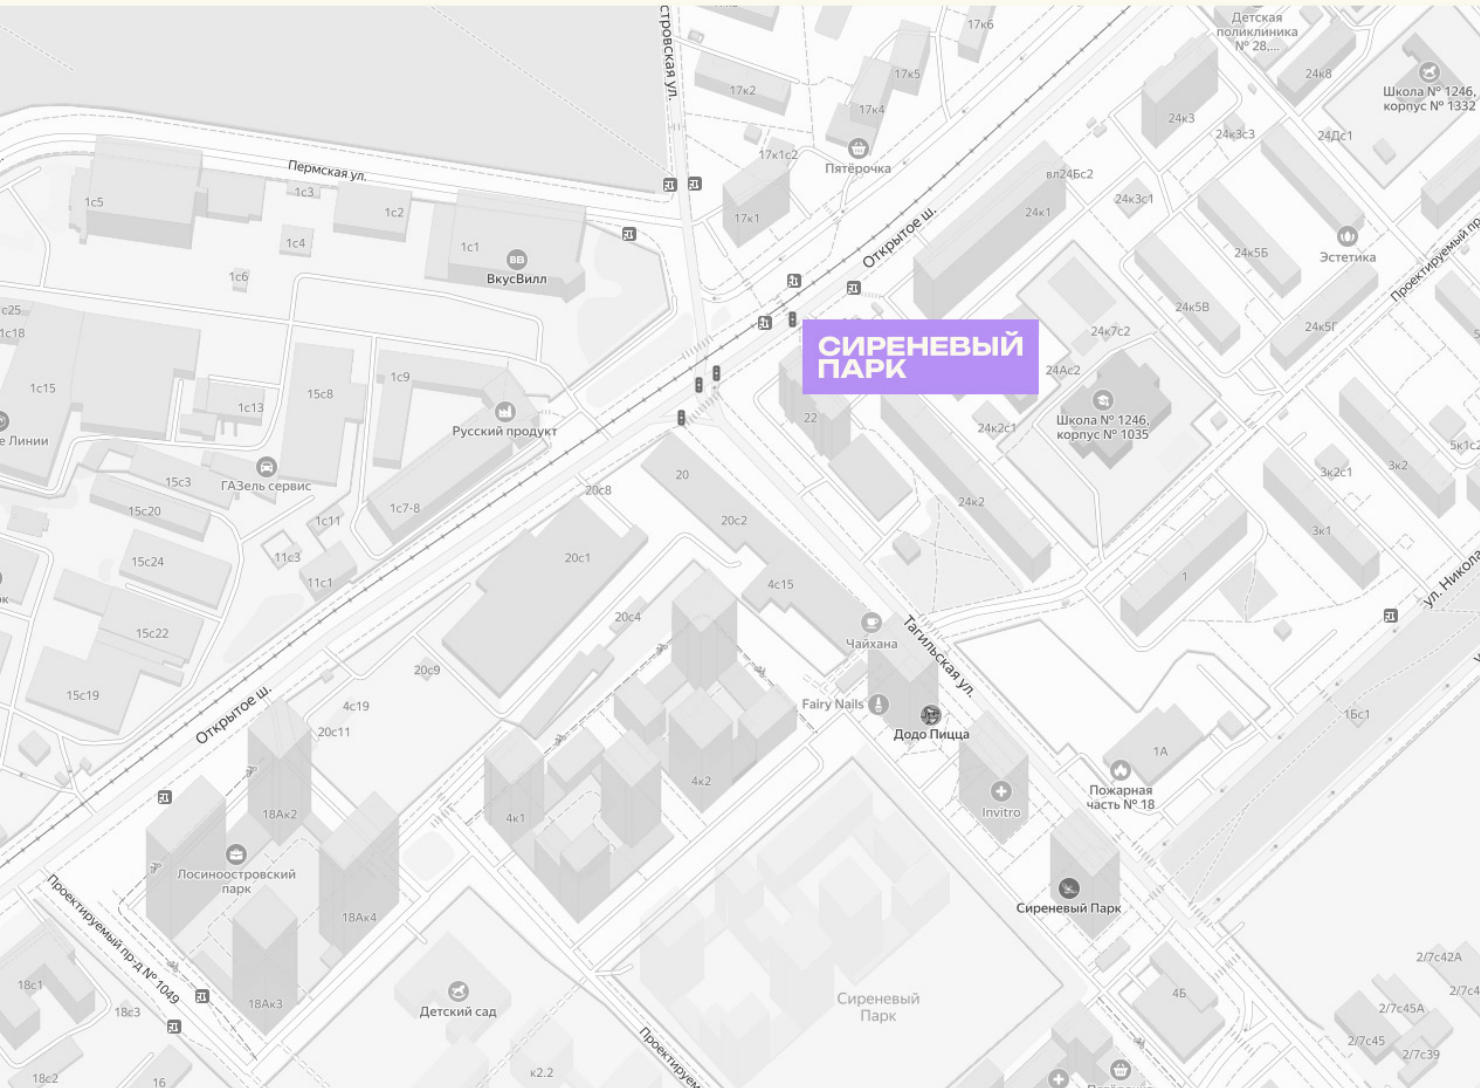 17к6
Детская
поликлиника
№ 28,...
стровская ул.
17к5
24к8
17к2
Школа № 1246,
корпус № 1332
17к4
24к3
24к3с3
24Дс1
17к1с2
Пятёрочка
Пермская ул.
вл24Бс2
1с3
24к3с1
1с5
1с2
17к1
24к1
Открытое ш.
1с1
1с4
24к5Б
Эстетика
ВкусВилл
1с6
Проектируемый пр
24к5В
с25
24к5Г
1с18
24к7с2
СИРЕНЕВЫЙ
ПАРК
24Ас2
1с9
1с15
15с8
1с13
22
Школа № 1246,
корпус № 1035
24к2с1
Русский продукт
е Линии
5к1с2
3к2
3к2с1
20
15с3
ГАЗель сервис
20с8
24к2
1с7-8
15с20
1с11
20с2
3к1
11с3
20с1
15с24
11с1
4с15
1
ул. Никола
20с4
15с22
Чайхана
Тагильская ул.
20с9
15с19
4с19
Fairy Nails
1Бс1
Открытое ш.
20с11
Додо Пицца
1А
4к2
Пожарная
часть № 18
18Ак2
4к1
Invitro
Лосиноостровский
парк
Сиреневый Парк
18Ак4
Проектируемый пр-д № 1049
2/7с42А
18с1
4Б
2/7с4
18Ак3
Сиреневый
Парк
2/7с45А
18с3
Детский сад
2/7с45
2/7с39
Проектируем
18с2
16
к2.2